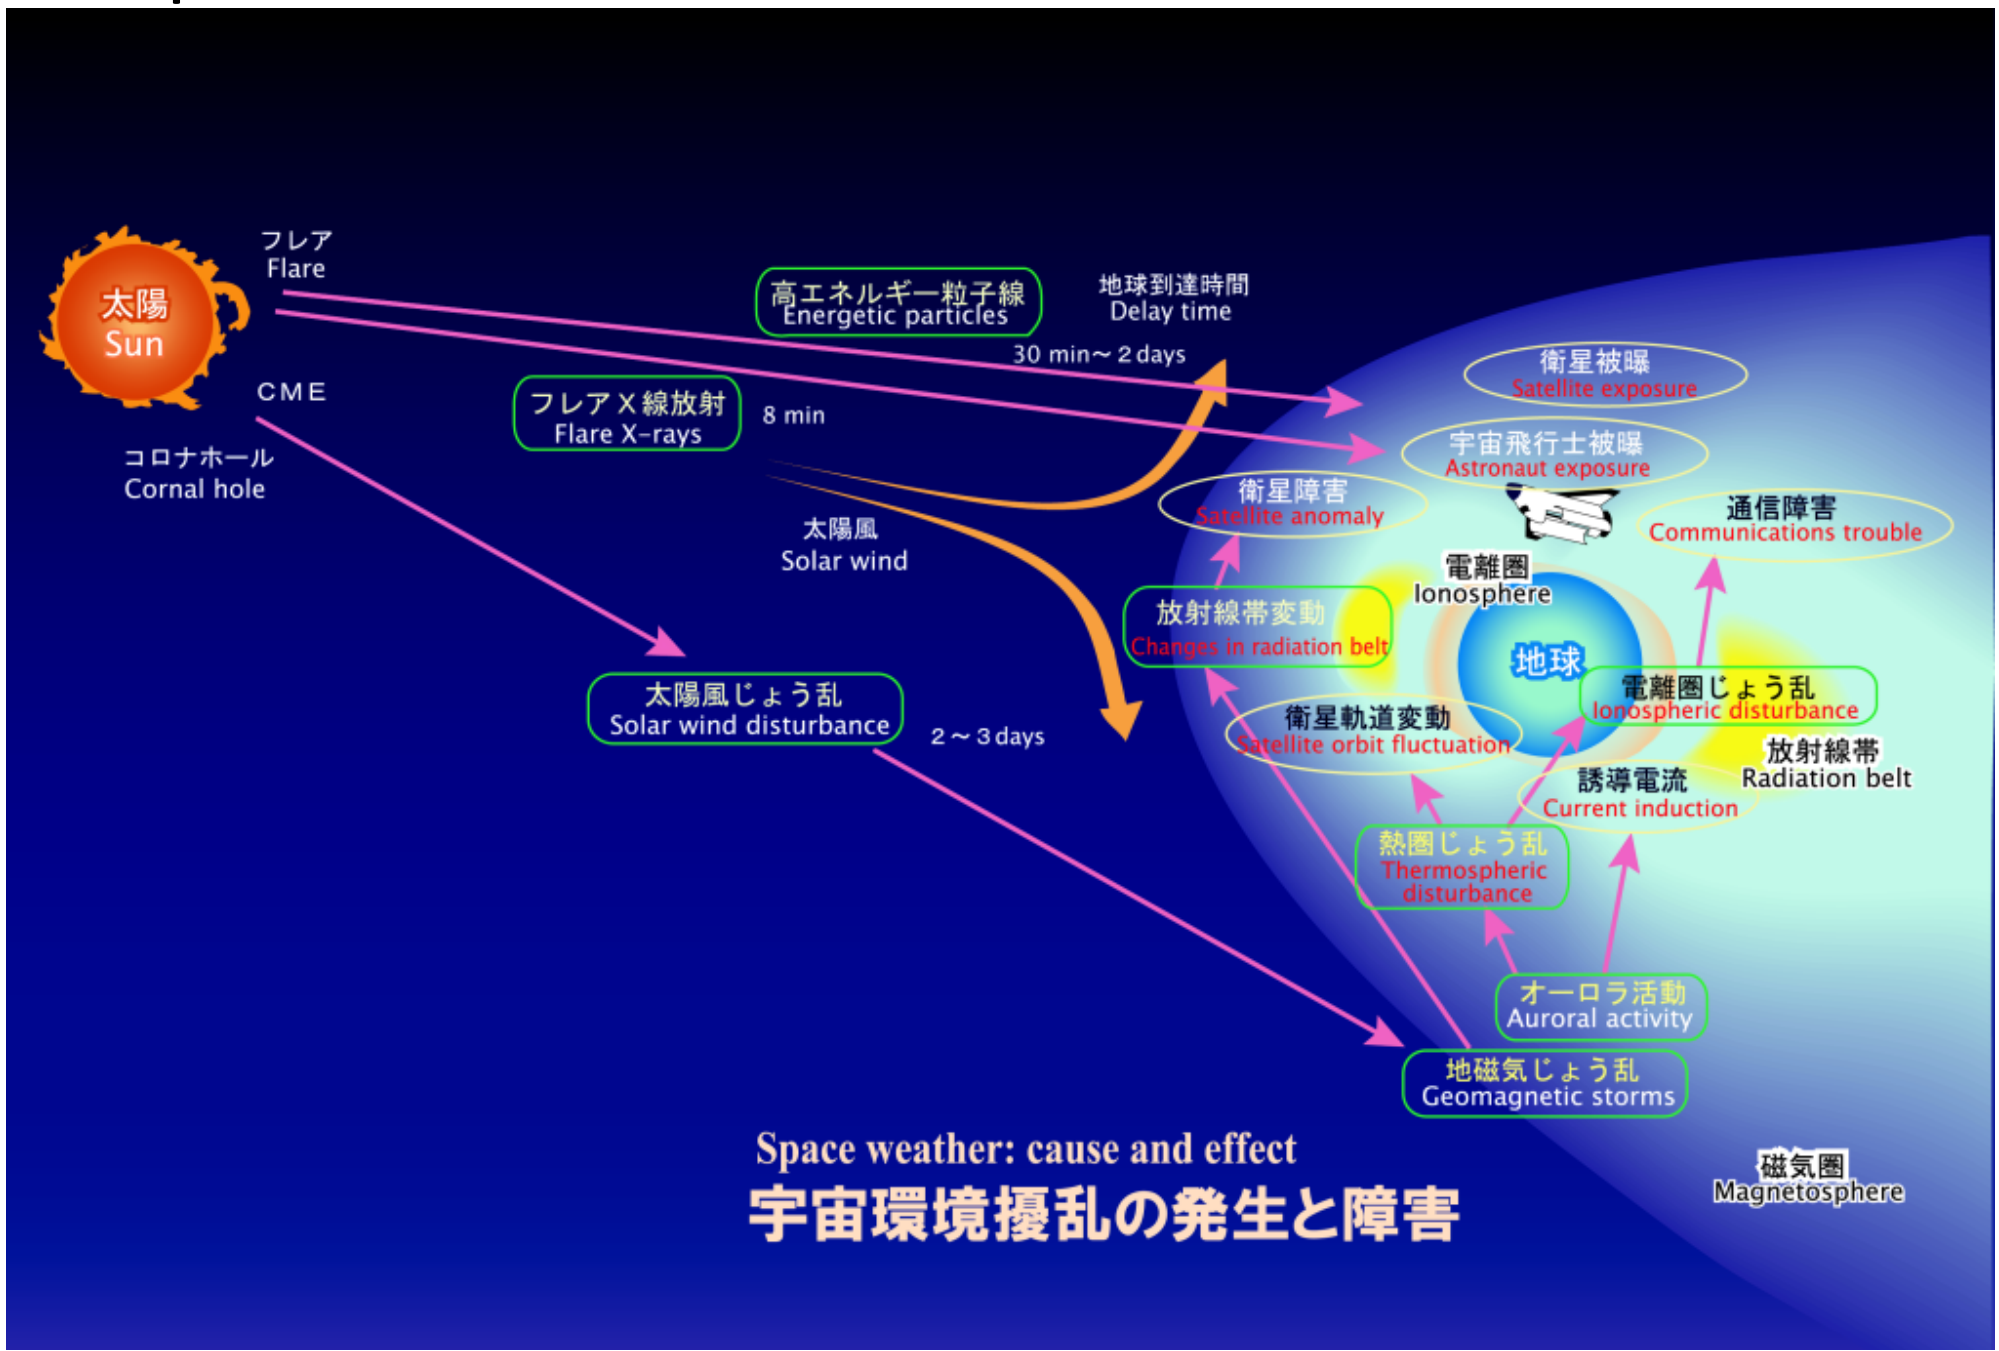 フレア
Flare
太陽
Sun
高エネルギー粒子線
Energetic particles
地球到達時間
Delay time
30 min～２days
フレアＸ線放射
Flare X-rays
8 min
ＣＭＥ
コロナホール
Cornal hole
太陽風
Solar wind
衛星被曝
Satellite exposure
宇宙飛行士被曝
Astronaut exposure
衛星障害
Satellite anomaly
通信障害
Communications trouble
電離圏
Ionosphere
放射線帯変動
Changes in radiation belt
地球
電離圏じょう乱
Ionospheric disturbance
太陽風じょう乱
Solar wind disturbance
２～３days
衛星軌道変動
Satellite orbit fluctuation
放射線帯
Radiation belt
誘導電流
Current induction
熱圏じょう乱
Thermospheric
disturbance
オーロラ活動
Auroral activity
地磁気じょう乱
Geomagnetic storms
Space weather: cause and effect
宇宙環境擾乱の発生と障害
磁気圏
Magnetosphere